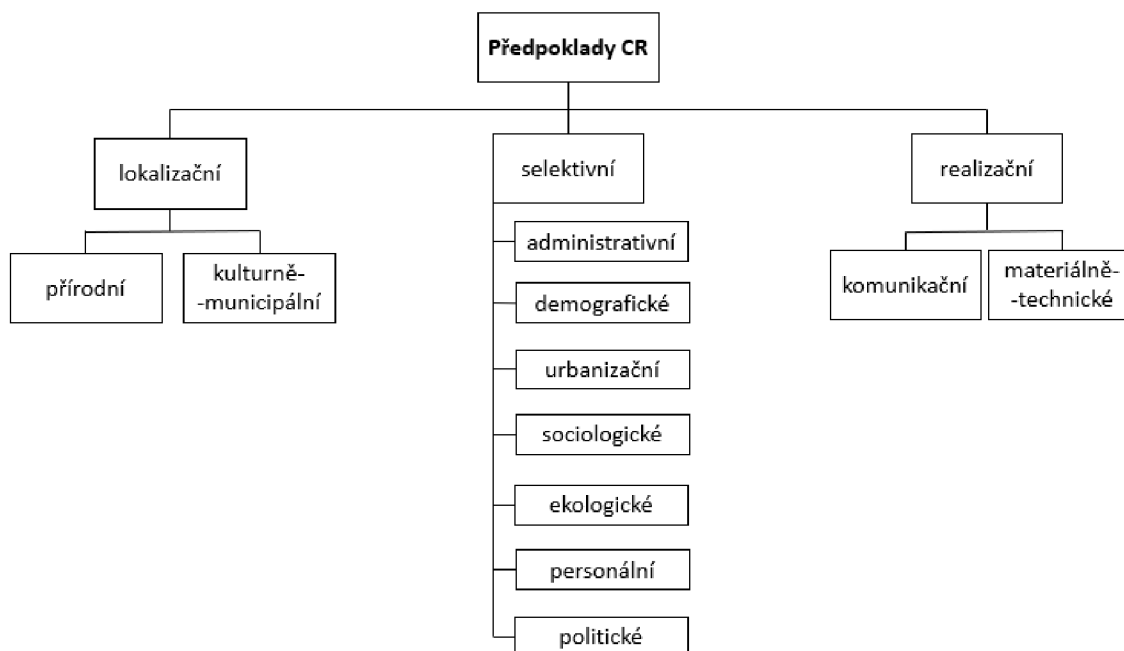 Předpoklady CR
lokalizační
selektivní
realizační
přírodní
kulturně-
-municipální
administrativní
demografické
urbanizační
sociologické
ekologické
personální
politické
komunikační
materiálně-
-technické